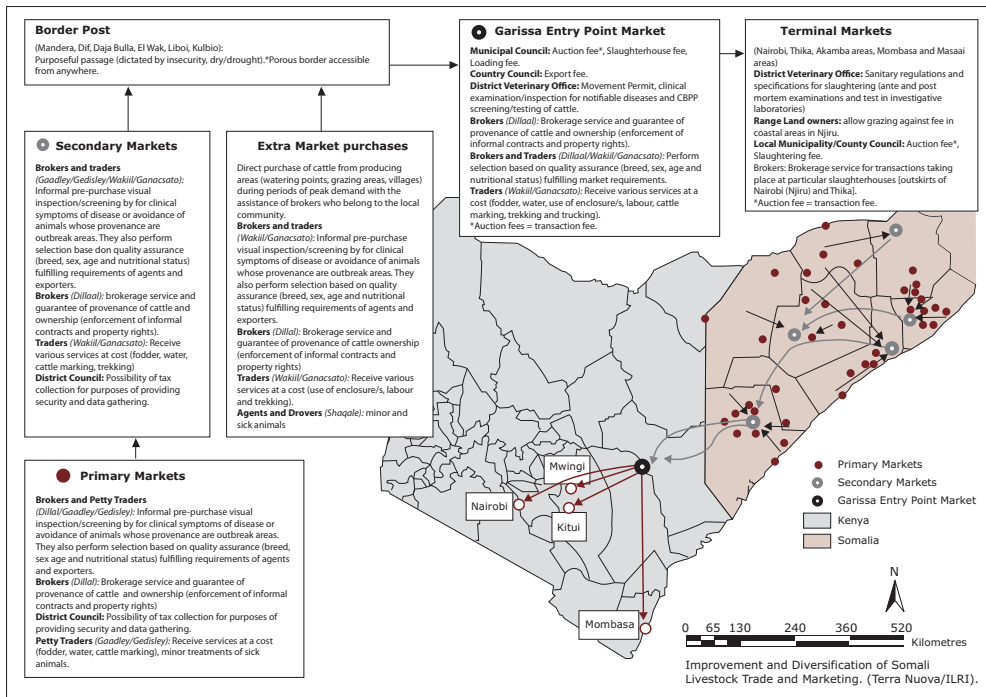 Border Post
(Mandera, Dif, Daja Bulla, El Wak, Liboi, Kulbio):
Purposeful passage (dictated by insecurity, dry/drought).*Porous border accessible
from anywhere.
Garissa Entry Point Market
Municipal Council: Auction fee*, Slaughterhouse fee,
Loading fee.
Country Council: Export fee.
District Veterinary Office: Movement Permit, clinical
examination/inspection for notifiable diseases and CBPP
screening/testing of cattle.
Brokers (Dillaal): Brokerage service and guarantee of
provenance of cattle and ownership (enforcement of
informal contracts and property rights).
Brokers and Traders (Dillaal/Wakiil/Ganacsato): Perform
selection based on quality assurance (breed, sex, age and
nutritional status) fulfilling market requirements.
Traders (Wakiil/Ganacsato): Receive various services at a
cost (fodder, water, use of enclosure/s, labour, cattle
marking, trekking and trucking).
*Auction fees = transaction fee.
Terminal Markets
(Nairobi, Thika, Akamba areas, Mombasa and Masaai
areas)
District Veterinary Office: Sanitary regulations and
specifications for slaughtering (ante and post
mortem examinations and test in investigative
laboratories)
Range Land owners: allow grazing against fee in
coastal areas in Njiru.
Local Municipality/County Council: Auction fee*,
Slaughtering fee.
Brokers: Brokerage service for transactions taking
place at particular slaughterhouses [outskirts of
Nairobi (Njiru) and Thika].
*Auction fee = transaction fee.
Secondary Markets
Brokers and traders
(Gaadley/Gedisley/Wakiil/Ganacsato):
Informal pre-purchase visual
inspection/screening by for clinical
symptoms of disease or avoidance of
animals whose provenance are
outbreak areas. They also perform
selection base don quality assurance
(breed, sex, age and nutritional status)
fulfilling requirements of agents and
exporters.
Brokers (Dillaal): brokerage service and
guarantee of provenance of cattle and
ownership (enforcement of informal
contracts and property rights).
Traders (Wakiil/Ganacsato): Receive
various services at cost (fodder, water,
cattle marking, trekking)
District Council: Possibility of tax
collection for purposes of providing
security and data gathering.
Extra Market purchases
Direct purchase of cattle from producing
areas (watering points, grazing areas, villages)
during periods of peak demand with the
assistance of brokers who belong to the local
community.
Brokers and traders
(Wakiil/Ganacsato): Informal pre-purchase
visual inspection/screening by for clinical
symptoms of disease or avoidance of animals
whose provenance are outbreak areas. They
also perform selection based on quality
assurance (breed, sex, age and nutritional
status) fulfilling requirements of agents and
exporters.
Brokers (Dillal): Brokerage service and
guarantee of provenance of cattle ownership
(enforcement of informal contracts and
property rights)
Traders (Wakiil/Ganacsato): Receive various
services at a cost (use of enclosure/s, labour
and trekking).
Agents and Drovers (Shaqale): minor and
sick animals
Primary Markets
Brokers and Petty Traders
(Dillal/Gaadley/Gedisley): Informal pre-purchase visual
inspection/screening by for clinical symptoms of disease or
avoidance of animals whose provenance are outbreak areas.
They also perform selection based on quality assurance (breed,
sex age and nutritional status) fulfilling requirements of agents
and exporters.
Brokers (Dillal): Brokerage service and guarantee of
provenance of cattle and ownership (enforcement of informal
contracts and property rights)
District Council: Possibility of tax collection for purposes of
providing security and data gathering.
Petty Traders (Gaadley/Gedisley): Receive services at a cost
(fodder, water, cattle marking), minor treatments of sick
animals.
Mwingi
Nairobi
Kitui
Mombasa
Primary Markets
Secondary Markets
Garissa Entry Point Market
Kenya
Somalia
N
0 65 130 240 360 520
Kilometres
Improvement and Diversification of Somali
Livestock Trade and Marketing. (Terra Nuova/ILRI).